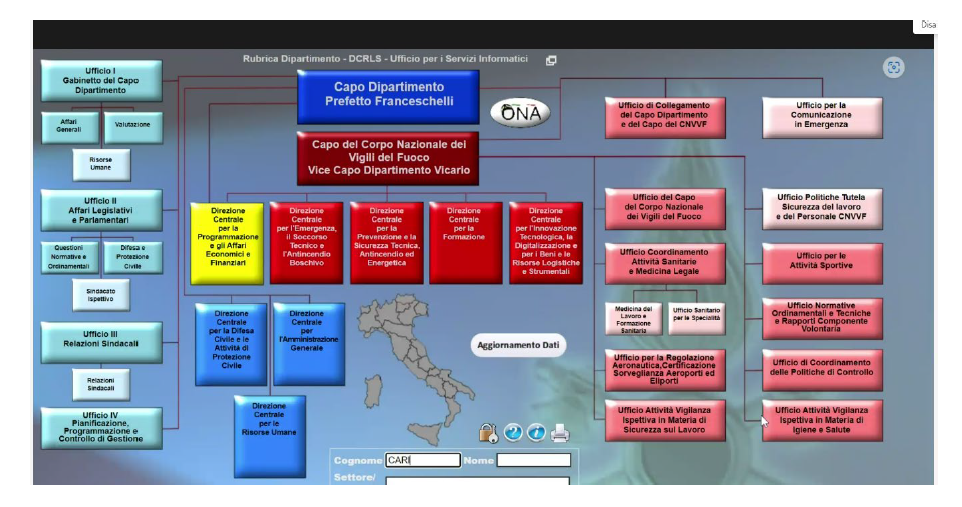 Disa
Rubrica Dipartimento - DCRLS - Ufficio per i Servizi Informatici
Ufficio I
Gabinetto del Capo
Dipartimento
Affari
Generali
Valutazione
Risorse
Umane
Ufficio II
Affari Legislativi
e Parlamentari
Questioni
Normative e
Ordinamentali
Difesa e
Protezione
Civile
Sindacato
Ispettivo
Ufficio III
Relazioni Sindacali
Relazioni
Sindacali
Ufficio IV
Pianificazione,
Programmazione e
Controllo di Gestione
Capo Dipartimento
Prefetto Franceschelli
ONA
Capo del Corpo Nazionale dei
Vigili del Fuoco
Vice Capo Dipartimento Vicario
Direzione
Centrale
per la
Programmazione
e gli Affari
Economici e
Finanziari
Direzione
Centrale
per l'Emergenza,
il Soccorso
Tecnico e
l'Antincendio
Boschivo
Direzione
Centrale
per la
Prevenzione e la
Sicurezza Tecnica,
Antincendio ed
Energetica
Direzione
Centrale
per la
Formazione
Direzione
Centrale
per l'Innovazione
Tecnologica, la
Digitalizzazione e
per i Beni e le
Risorse Logistiche
e Strumentali
Direzione
Centrale
per la Difesa
Civile e le
Attività di
Protezione
Civile
Direzione
Centrale
per
l'Amministrazione
Generale
Direzione
Centrale
per le
Risorse Umane
Aggiornamento Dati
Ufficio di Collegamento
del Capo Dipartimento
e del Capo del CNVVF
Ufficio per la
Comunicazione
in Emergenza
Ufficio del Capo
del Corpo Nazionale
dei Vigili del Fuoco
Ufficio Politiche Tutela
Sicurezza del lavoro
e del Personale CNVVF
Ufficio Coordinamento
Attività Sanitarie
e Medicina Legale
Ufficio per le
Attività Sportive
Medicina del
Lavoro e
Formazione
Sanitario
Ufficio Sanitario
per le Specialità
Ufficio Normative
Ordinamentali e Tecniche
e Rapporti Componente
Volontaria
Ufficio per la Regolazione
Aeronautica,Certificazione
Sorveglianza Aeroporti ed
Eliporti
Ufficio di Coordinamento
delle Politiche di Controllo
Ufficio Attività Vigilanza
Ispettiva in Materia di
Sicurezza sul Lavoro
Ufficio Attività Vigilanza
Ispettiva in Materia di
Igiene e Salute
Cognome CARI Nome
Settore/